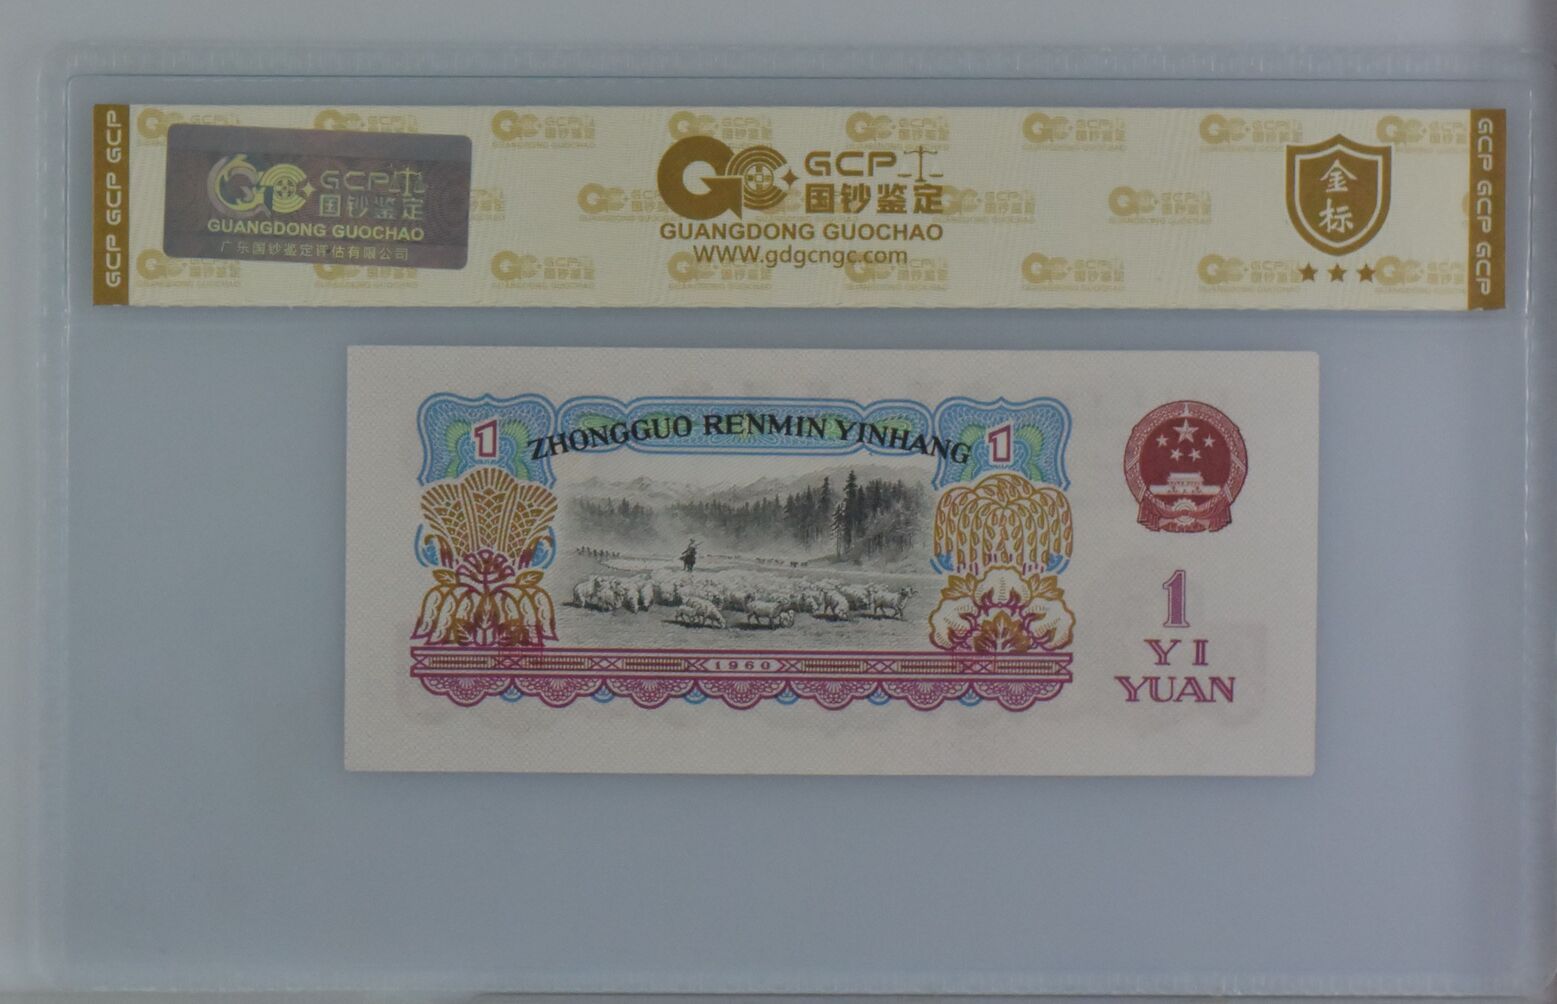 GCP GCP GCP
GCP
国钞鉴定
GUANGDONG GUOCHAO
广东国钞鉴定评估有限公司
GCP
国钞鉴定
GUANGDONG GUOCHAO
WWW.gdgcngc.com
金
标
GCP GCP GCP
ZHONGGUO RENMIN YINHANG
1
1
1960
1
YI
YUAN